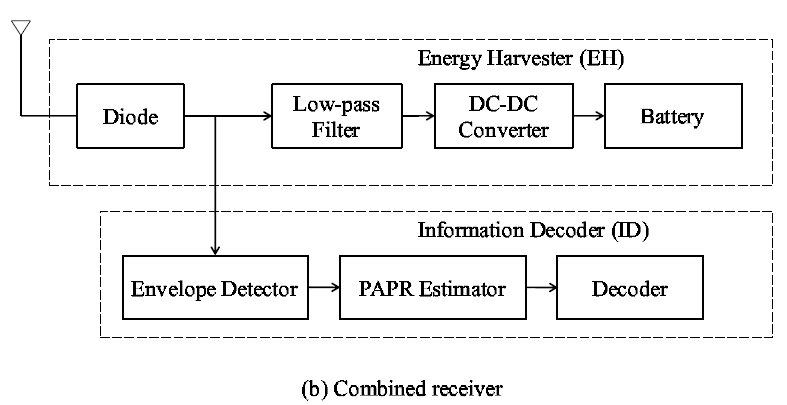 Energy Harvester (EH)
Diode
Low-pass
Filter
DC-DC
Converter
Battery
Information Decoder (ID)
Envelope Detector
PAPR Estimator
Decoder
(b) Combined receiver